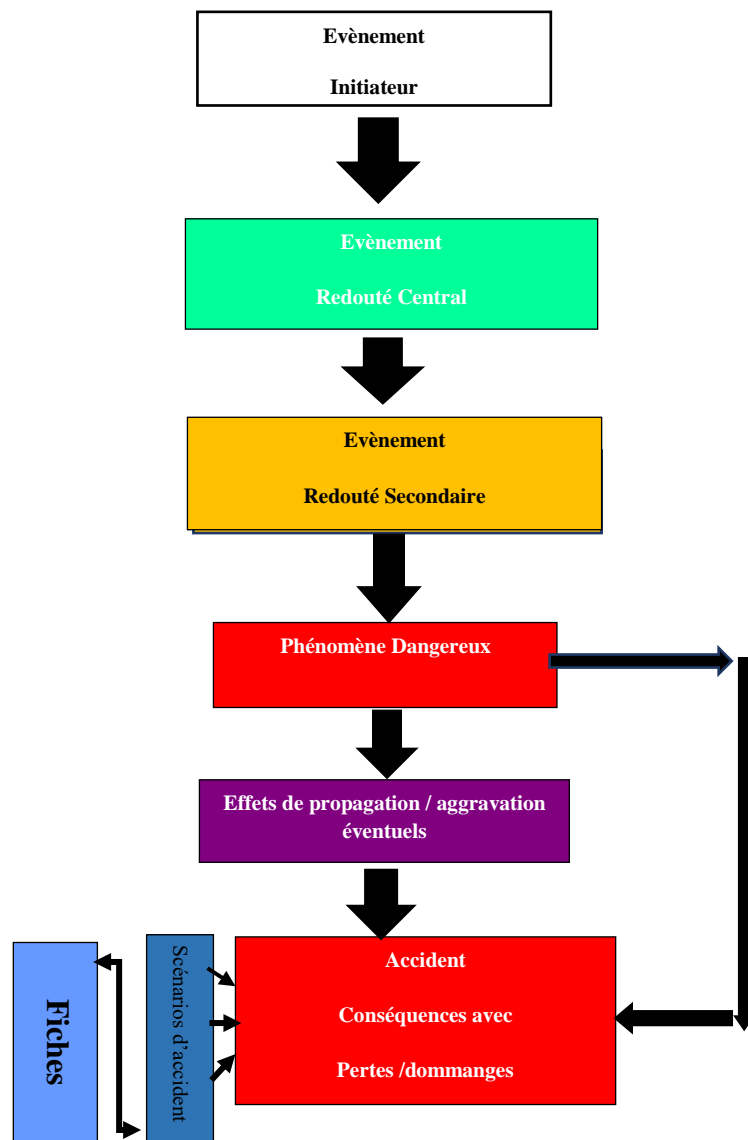 Evènement
Initiateur
Evènement
Redouté Central
Evènement
Redouté Secondaire
Phénomène Dangereux
Effets de propagation / aggravation
éventuels
Accident
Conséquences avec
Pertes /dommanges
Scénarios d'accident
Fiches